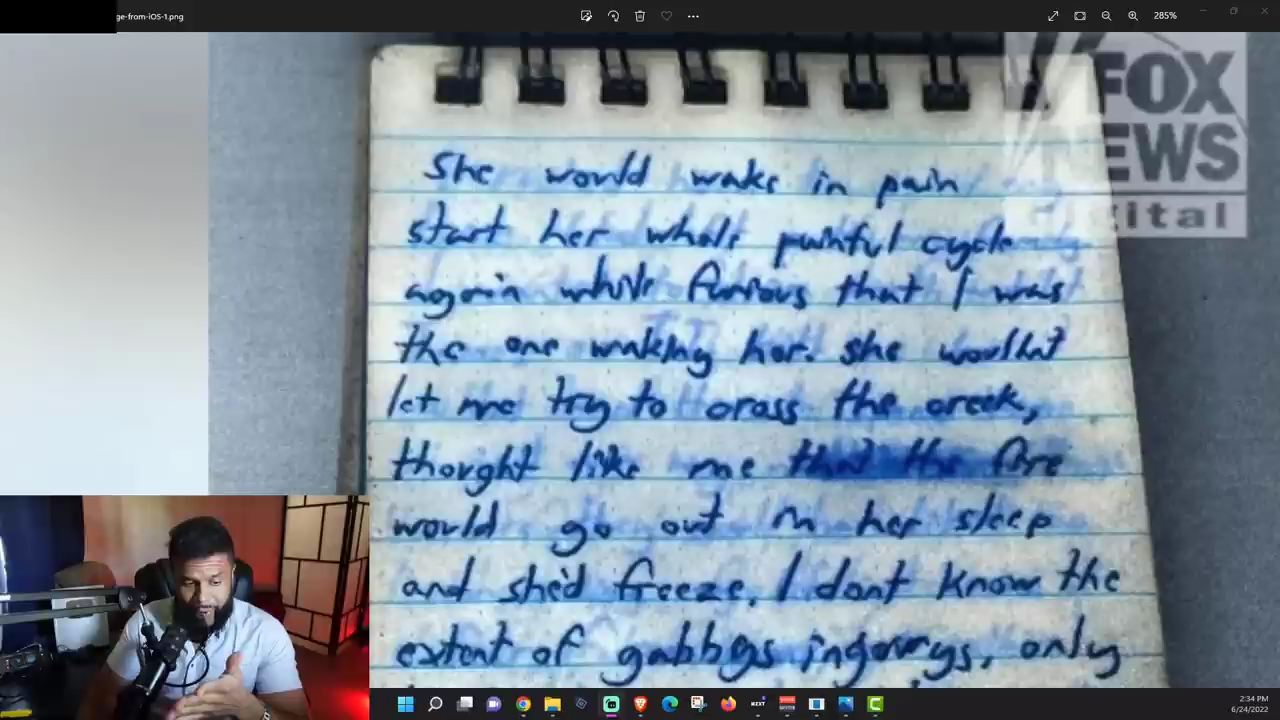 ge-from-iOS-1.png
285%
FOX
NEWS
gital
She would wake in pain
start her whole painful cycle
again while furious that I was
the one waking her. she wouldnt
let me try to cross the creek,
thought like me that the fire
would go out in her sleep
and she'd freeze. I dont know the
extent of gabbys injurys, only
2:34 PM
6/24/2022